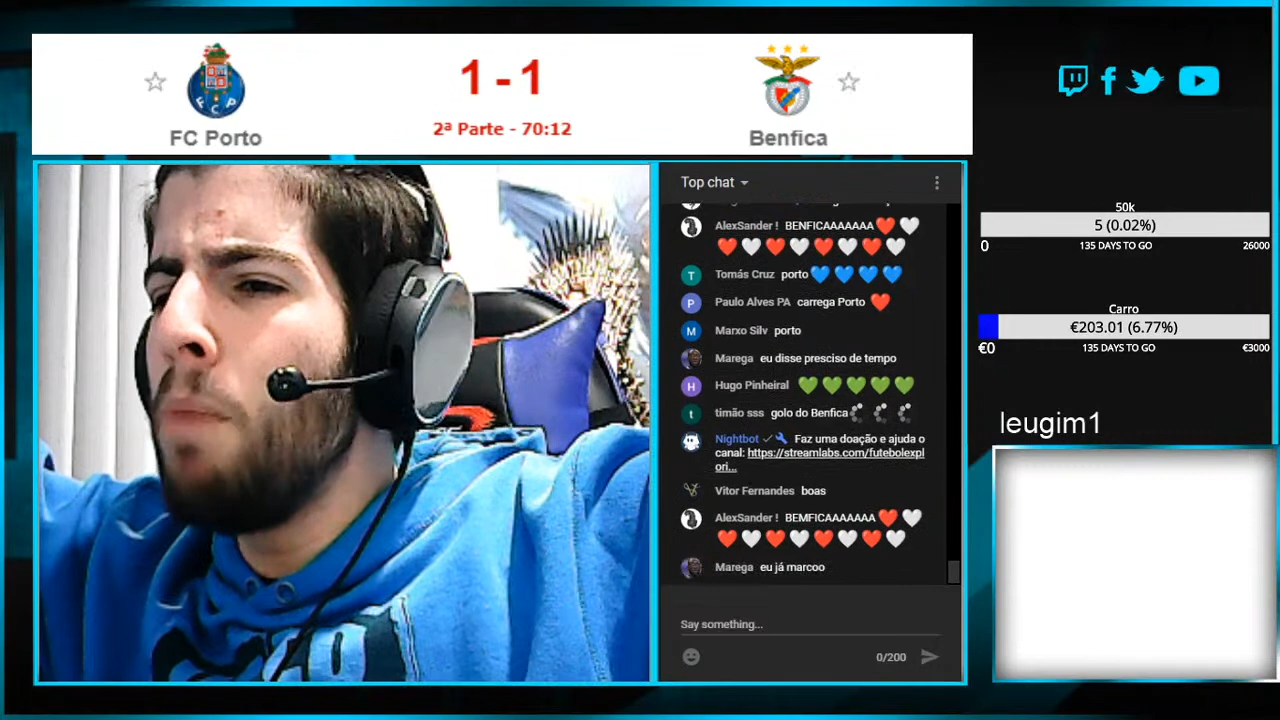 1 - 1
2ª Parte - 70:12
FC Porto
Benfica
Top chat
AlexSander ! BENFICAAAAAAA❤️🤍
❤️🤍❤️🤍❤️🤍❤️🤍
Tomás Cruz porto💙💙💙💙
Paulo Alves PA carrega Porto ❤️
Marxo Silv porto
Marega eu disse presciso de tempo
Hugo Pinheiral 💚💚💚💚💚
timão sss golo do Benfica
Nightbot Faz uma doação e ajuda o
canal: https://streamlabs.com/futebolexpl
ori...
Vitor Fernandes boas
AlexSander ! BEMFICAAAAAAA❤️🤍
❤️🤍❤️🤍❤️🤍❤️🤍
Marega eu já marcoo
Say something...
0/200
50k
5 (0.02%)
0 135 DAYS TO GO 26000
Carro
€203.01 (6.77%)
€0 135 DAYS TO GO €3000
leugim1